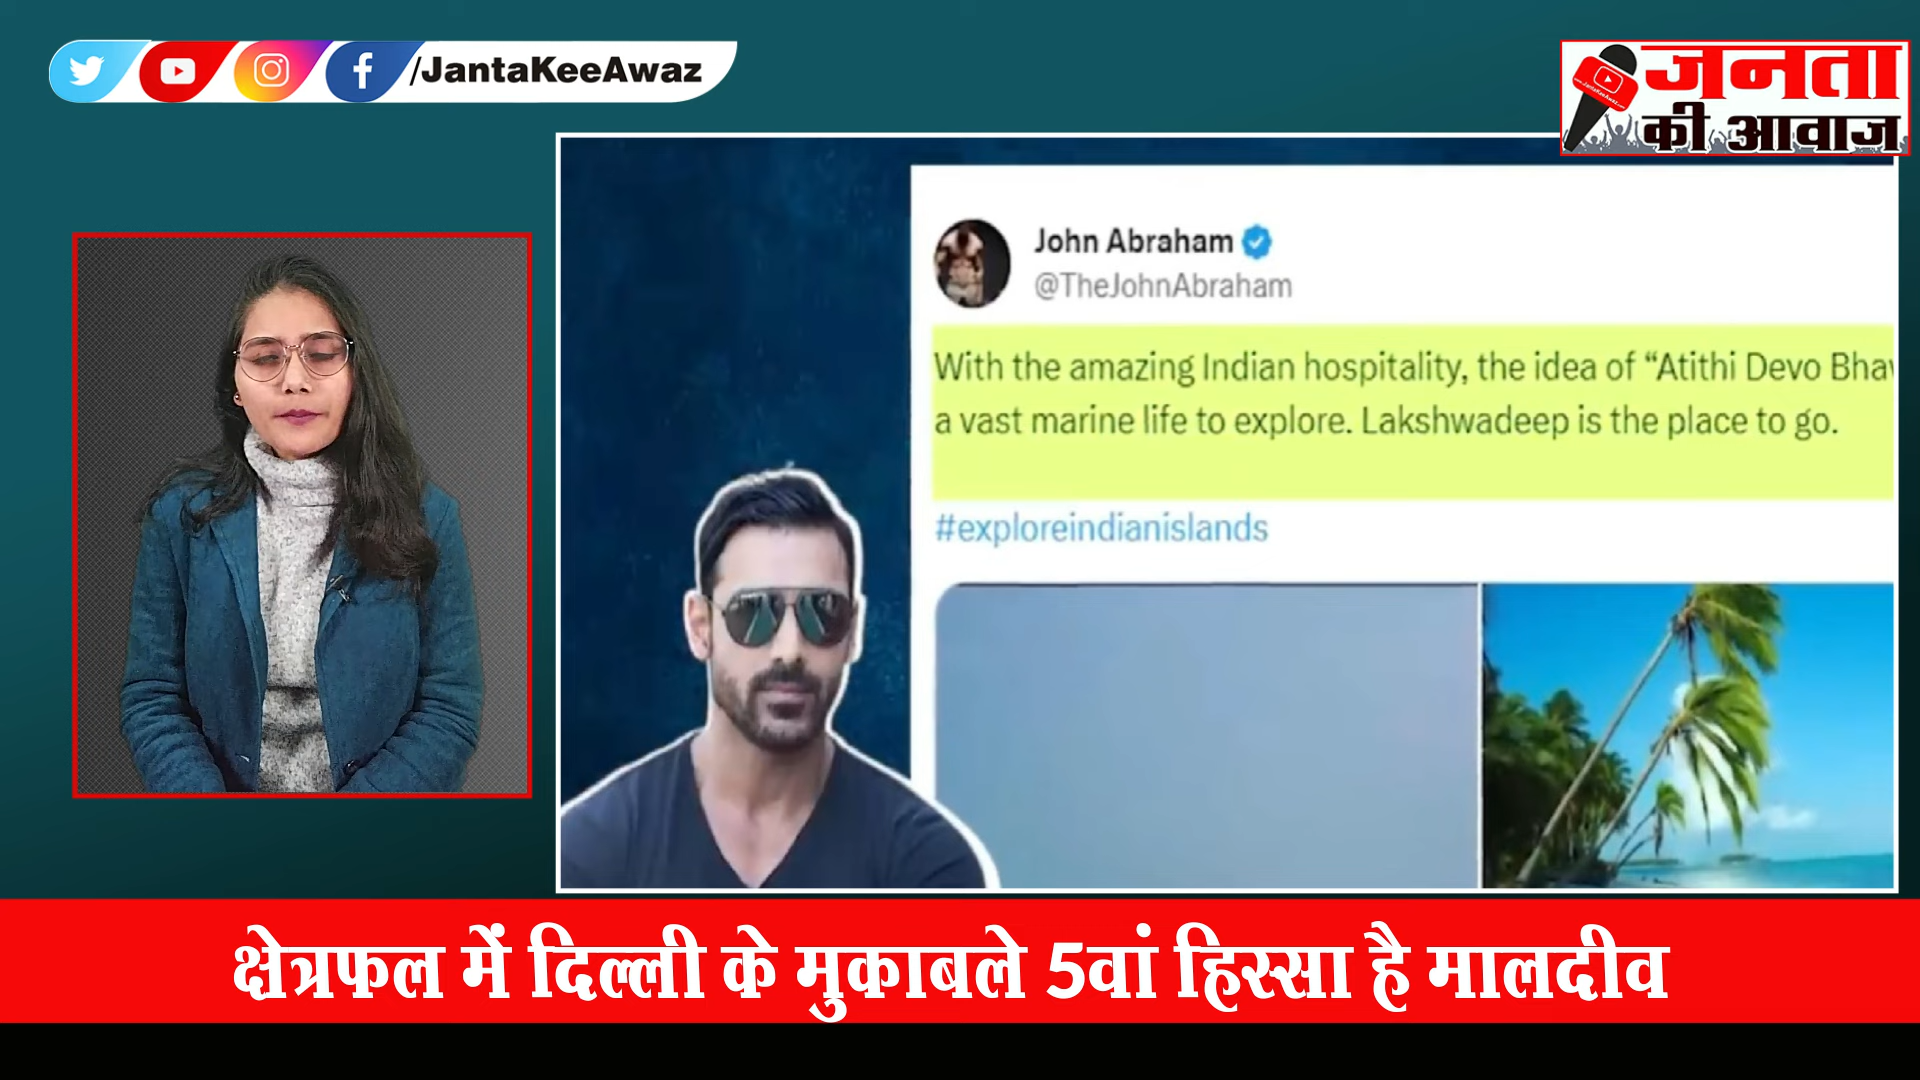 /JantaKeeAwaz
जनता
की आवाज
John Abraham
@TheJohnAbraham
With the amazing Indian hospitality, the idea of “Atithi Devo Bhav
a vast marine life to explore. Lakshwadeep is the place to go.
#exploreindianislands
क्षेत्रफल में दिल्ली के मुकाबले 5वां हिस्सा है मालदीव